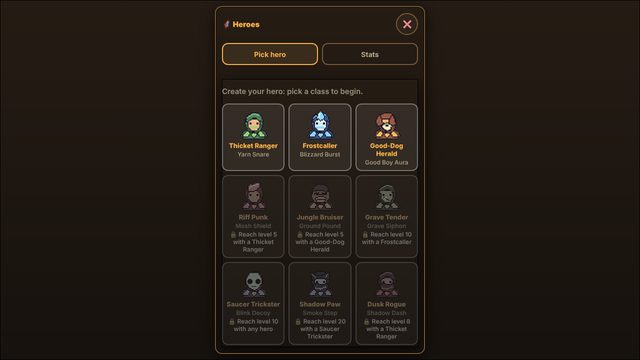 Heroes
Pick hero
Stats
Create your hero: pick a class to begin.
Thicket Ranger
Yarn Snare
Frostcaller
Blizzard Burst
Good-Dog
Herald
Good Boy Aura
Riff Punk
Mosh Shield
Reach level 5
with a Thicket
Ranger
Jungle Bruiser
Ground Pound
Reach level 5
with a Good-Dog
Herald
Grave Tender
Grave Siphon
Reach level 10
with a Frostcaller
Saucer Trickster
Blink Decoy
Reach level 10
with any hero
Shadow Paw
Smoke Step
Reach level 20
with a Saucer
Trickster
Dusk Rogue
Shadow Dash
Reach level 8
with a Thicket
Ranger